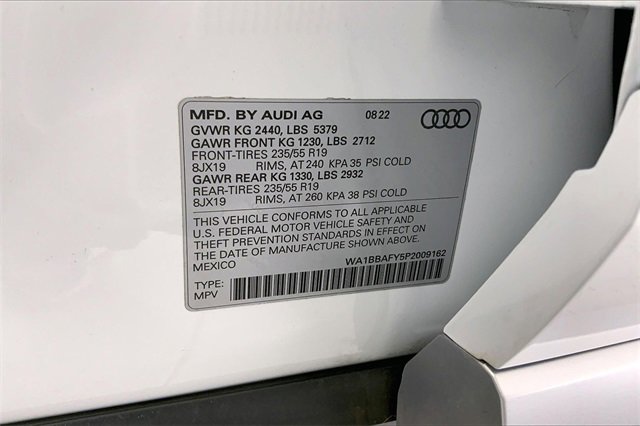 MFD. BY AUDI AG 08 22
GVWR KG 2440, LBS 5379
GAWR FRONT KG 1230, LBS 2712
FRONT-TIRES 235/55 R19
8JX19 RIMS, AT 240 KPA 35 PSI COLD
GAWR REAR KG 1330, LBS 2932
REAR-TIRES 235/55 R19
8JX19 RIMS, AT 260 KPA 38 PSI COLD
THIS VEHICLE CONFORMS TO ALL APPLICABLE
U.S. FEDERAL MOTOR VEHICLE SAFETY AND
THEFT PREVENTION STANDARDS IN EFFECT ON
THE DATE OF MANUFACTURE SHOWN ABOVE.
MEXICO WA1BBAFY5P2009162
TYPE:
MPV